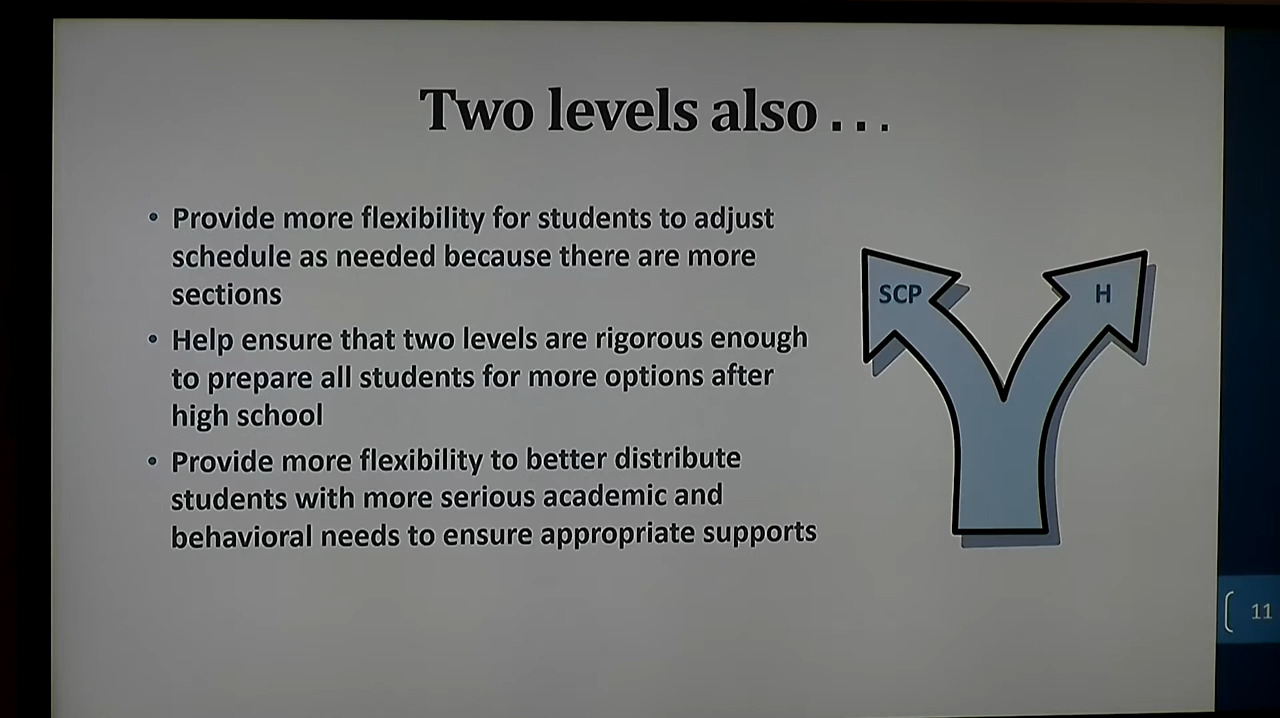 Two levels also . . .
• Provide more flexibility for students to adjust
schedule as needed because there are more
sections
• Help ensure that two levels are rigorous enough
to prepare all students for more options after
high school
• Provide more flexibility to better distribute
students with more serious academic and
behavioral needs to ensure appropriate supports
SCP
H
11